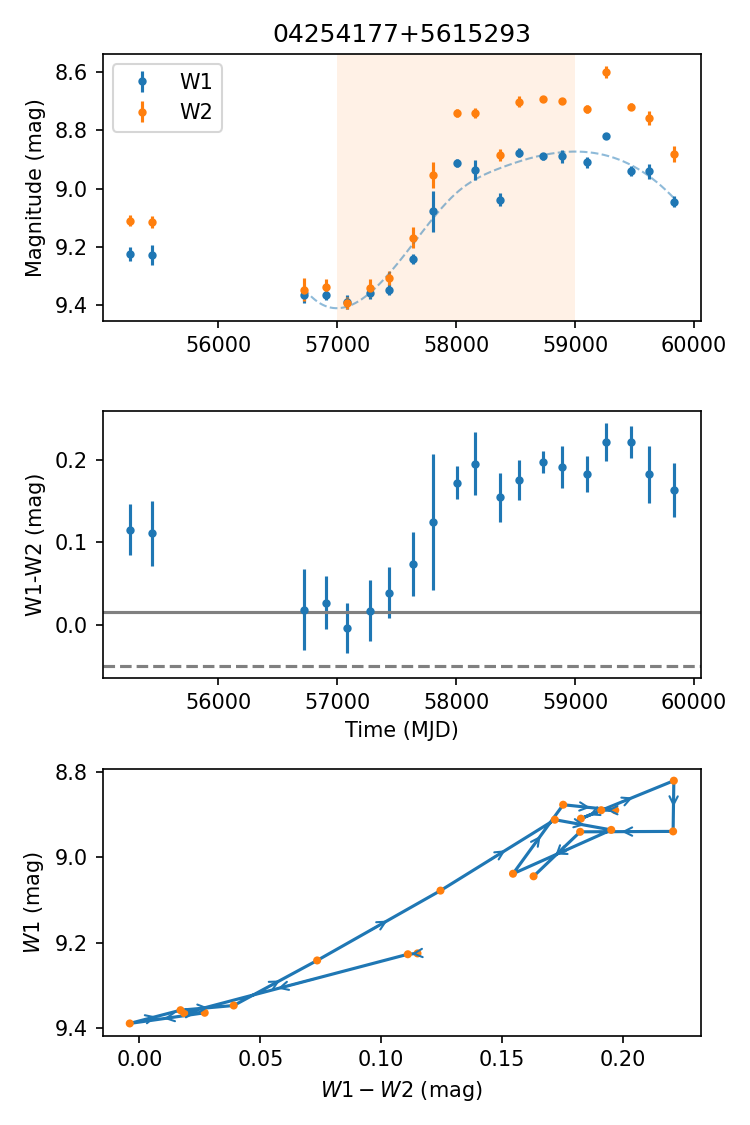 04254177+5615293
Magnitude (mag)
8.6
8.8
9.0
9.2
9.4
W1
W2
56000 57000 58000 59000 60000
W1-W2 (mag)
0.2
0.1
0.0
56000 57000 58000 59000 60000
Time (MJD)
W1 (mag)
8.8
9.0
9.2
9.4
0.00 0.05 0.10 0.15 0.20
W1 − W2 (mag)